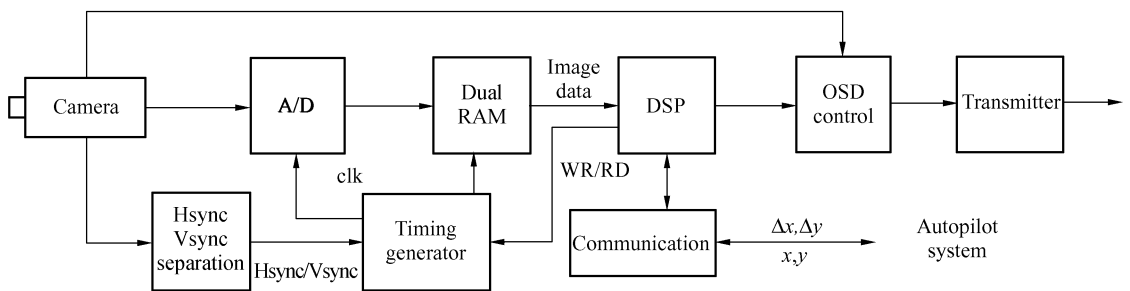 Camera
A/D
Dual
RAM
Image
data
DSP
OSD
control
Transmitter
clk
WR/RD
Hsync
Vsync
separation
Hsync/Vsync
Timing
generator
Communication
Δx,Δy
x,y
Autopilot
system